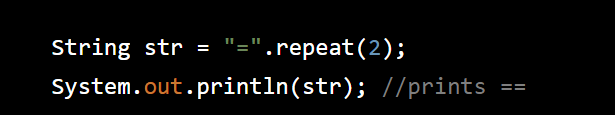 String str = "=".repeat(2);
System.out.println(str); //prints ==